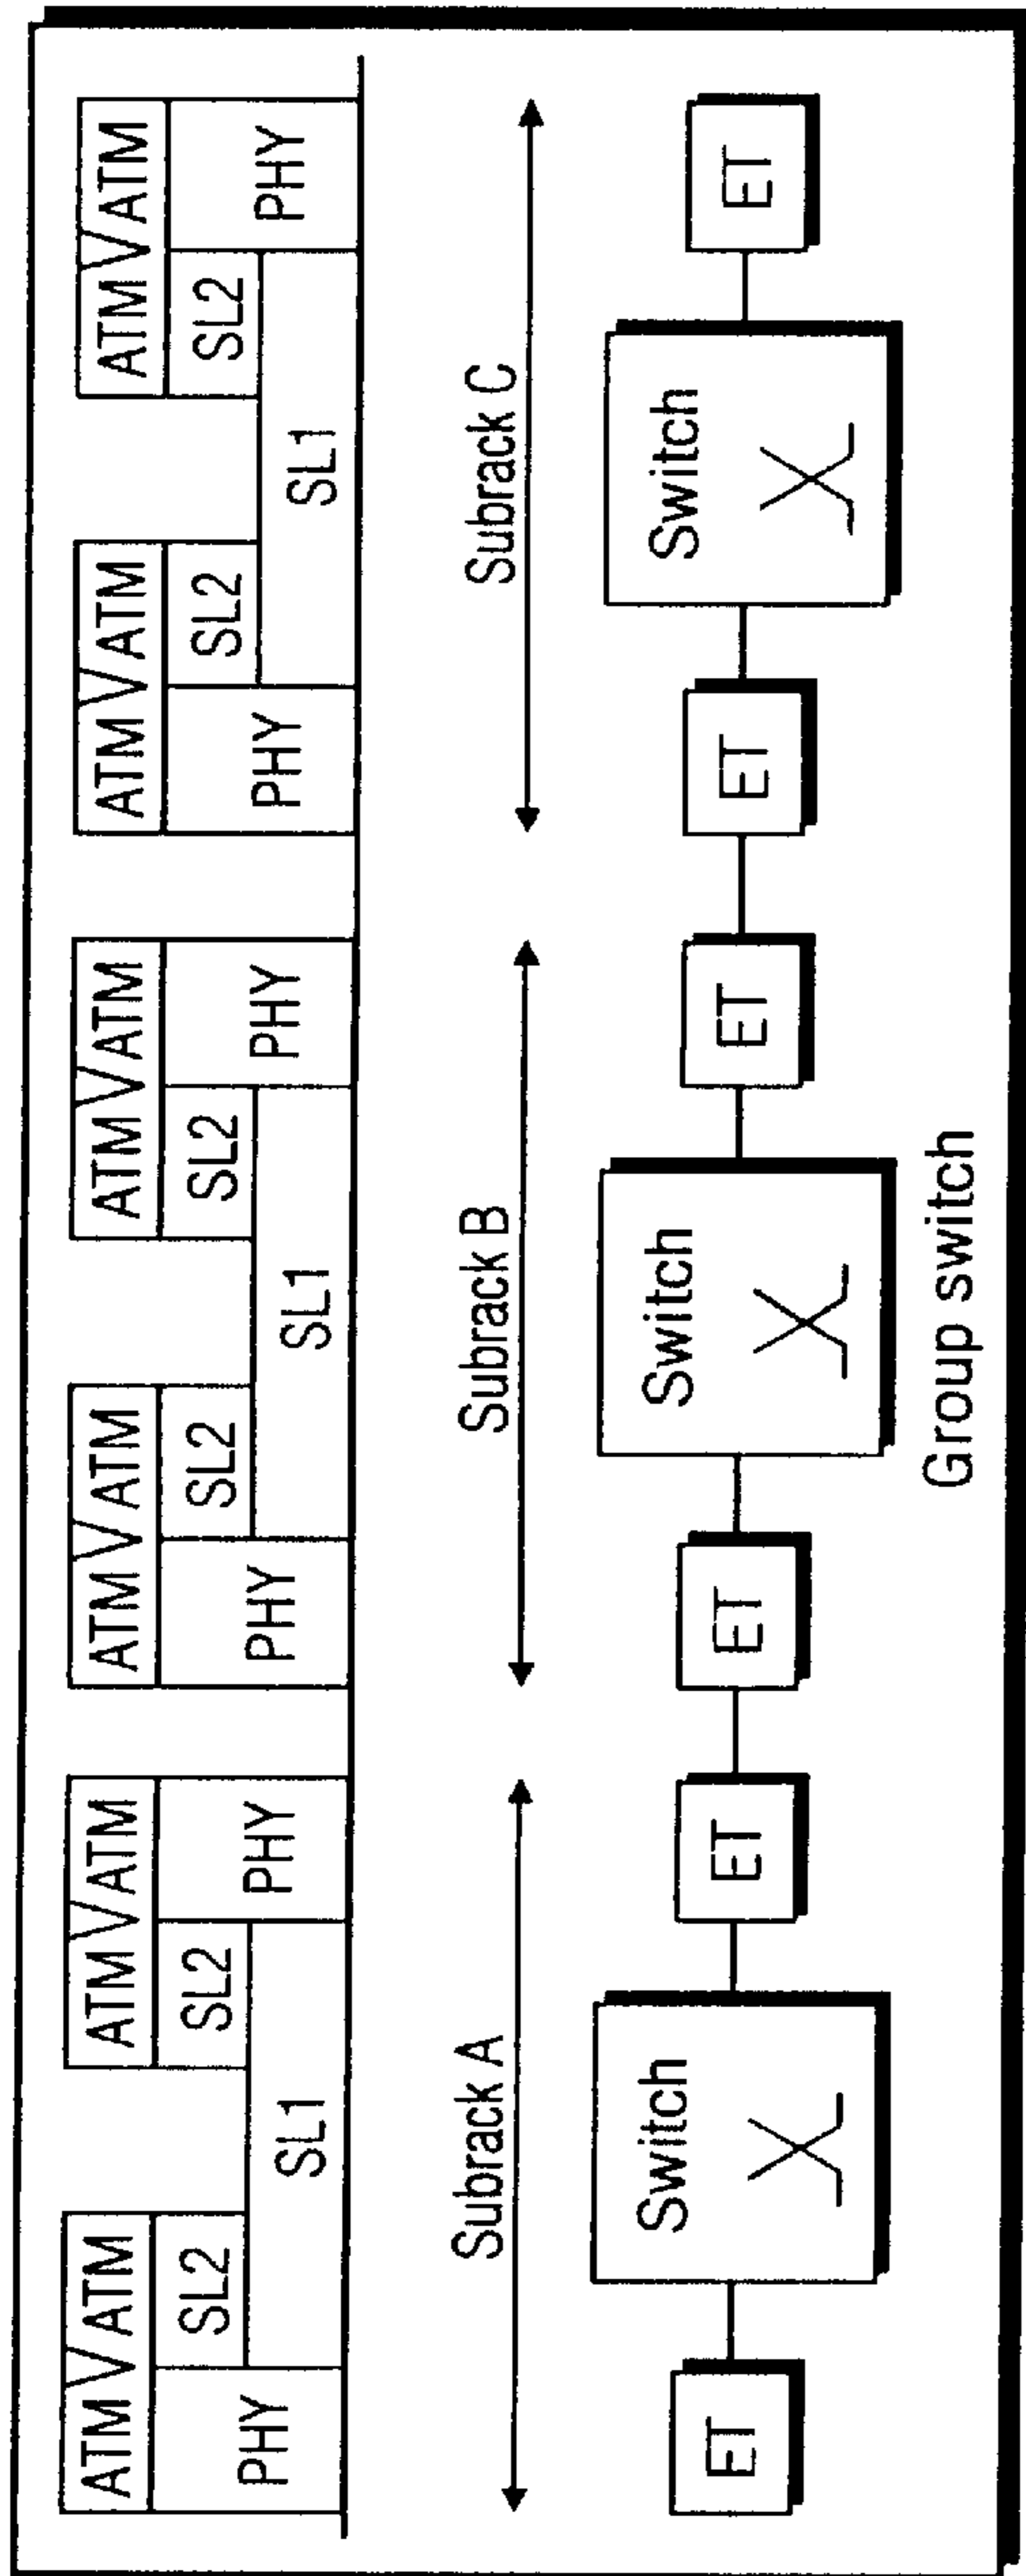 ATM ATM ATM ATM ATM ATM ATM ATM ATM ATM ATM ATM
PHY SL2 SL2 PHY PHY SL2 SL2 PHY PHY SL2 SL2 PHY
SL1 SL1 SL1
Subrack A Subrack B Subrack C
ET Switch ET ET Switch ET ET Switch ET
Group switch